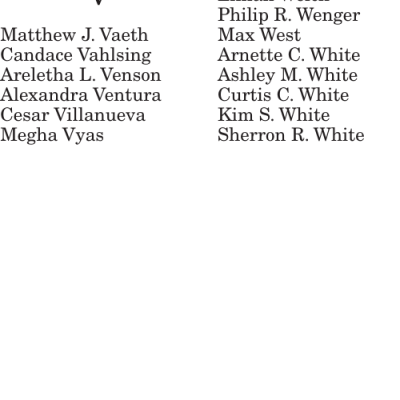 V
Matthew J. Vaeth
Candace Vahlsing
Areletha L. Venson
Alexandra Ventura
Cesar Villanueva
Megha Vyas
Philip R. Wenger
Max West
Arnette C. White
Ashley M. White
Curtis C. White
Kim S. White
Sherron R. White